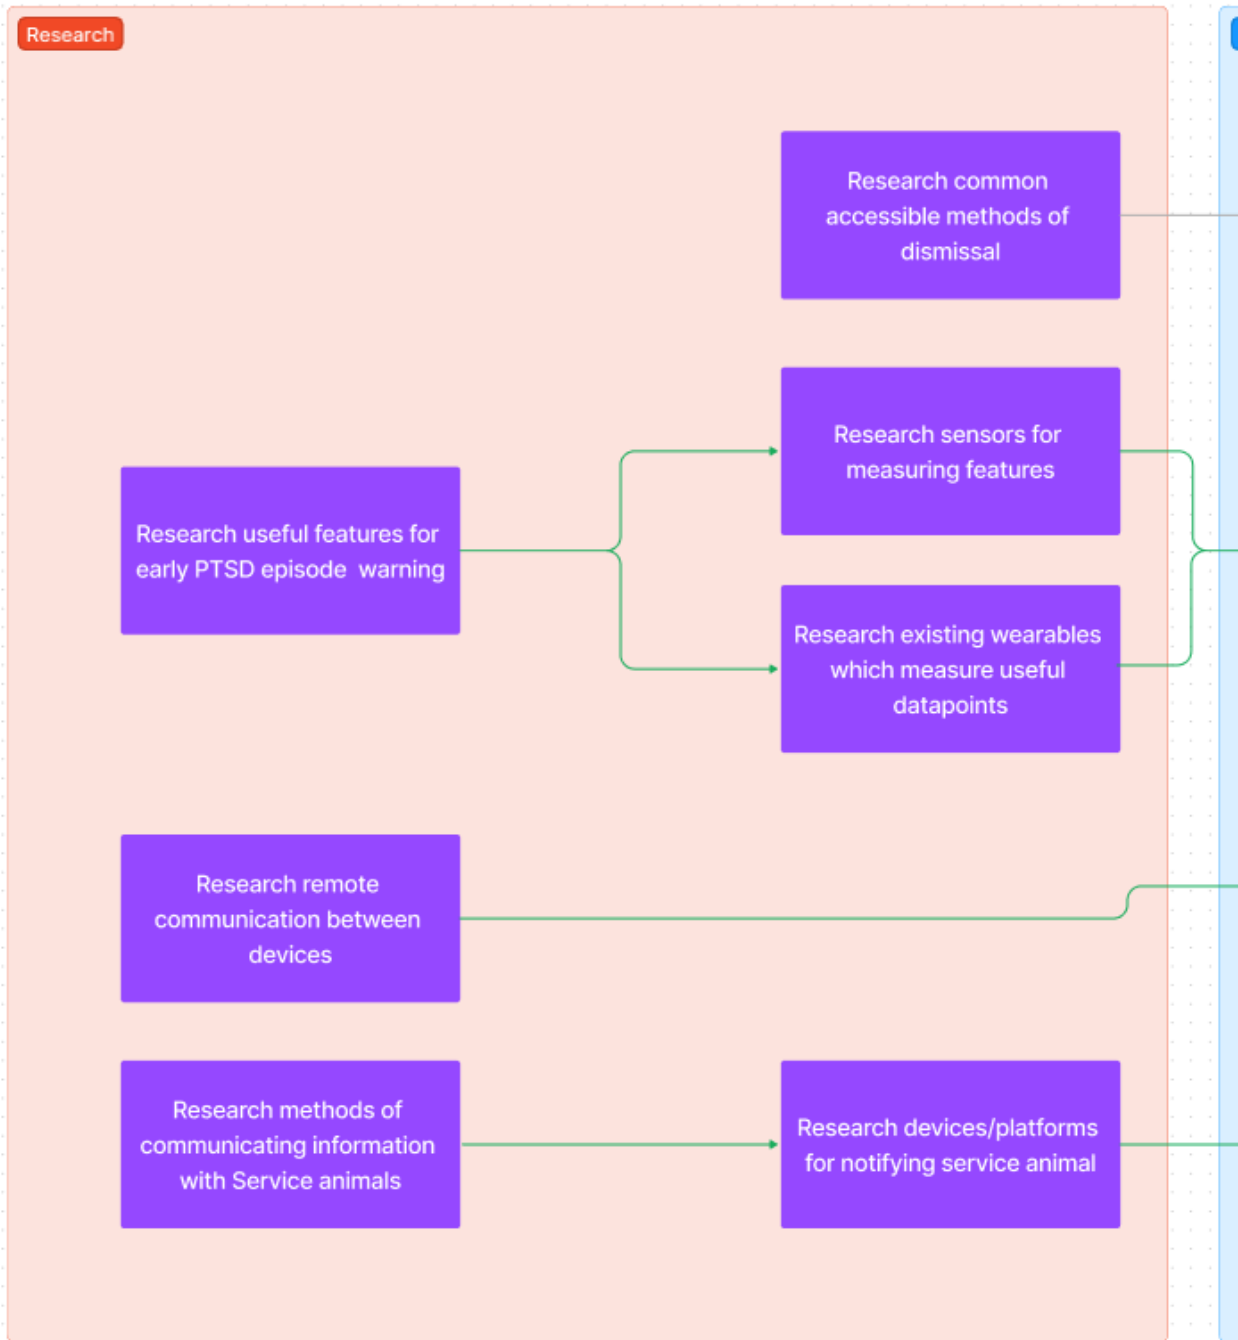 Research
Research common
accessible methods of
dismissal
Research sensors for
measuring features
Research useful features for
early PTSD episode  warning
Research existing wearables
which measure useful
datapoints
Research remote
communication between
devices
Research methods of
communicating information
with Service animals
Research devices/platforms
for notifying service animal